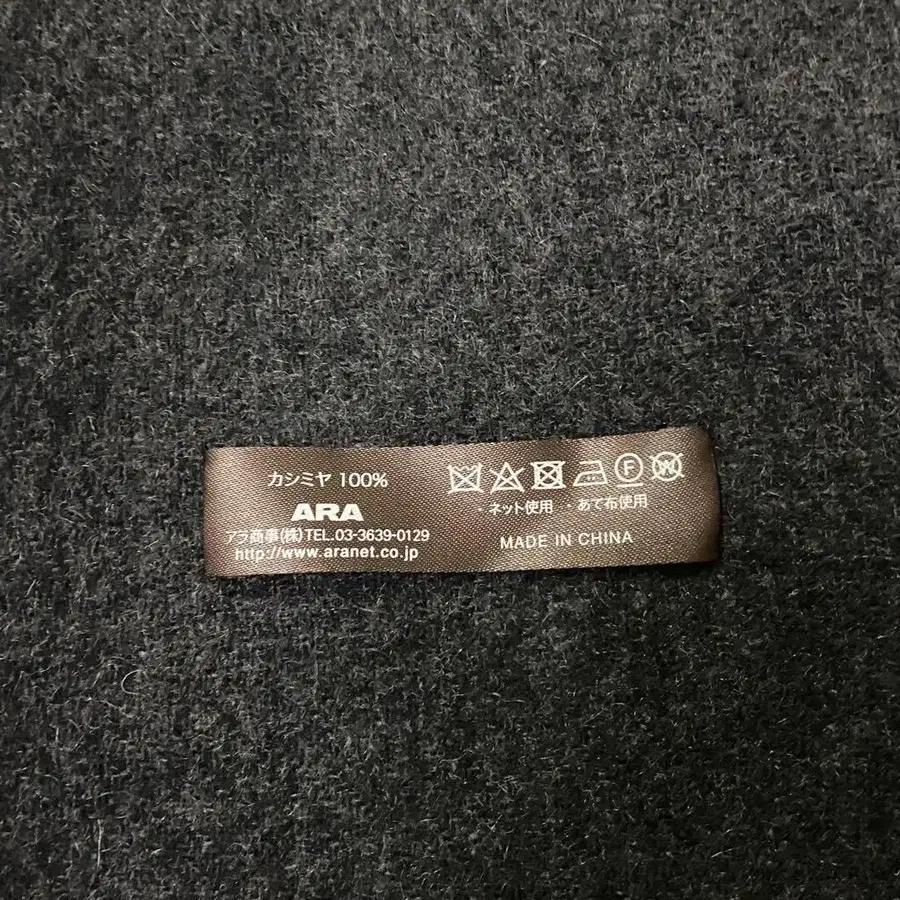 カシミヤ 100%
ARA
アラ商事(株)TEL.03-3639-0129
http://www.aranet.co.jp
F W
・ネット使用 ・あて布使用
MADE IN CHINA